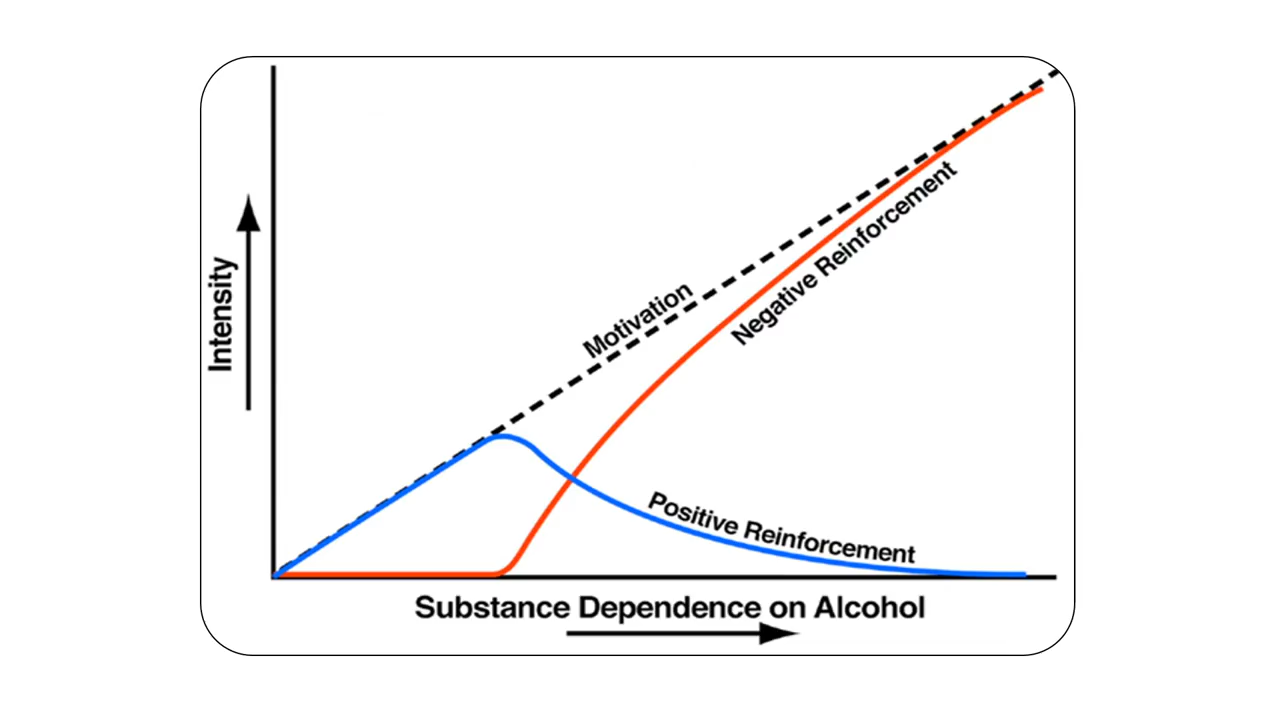 Intensity
Motivation
Negative Reinforcement
Positive Reinforcement
Substance Dependence on Alcohol